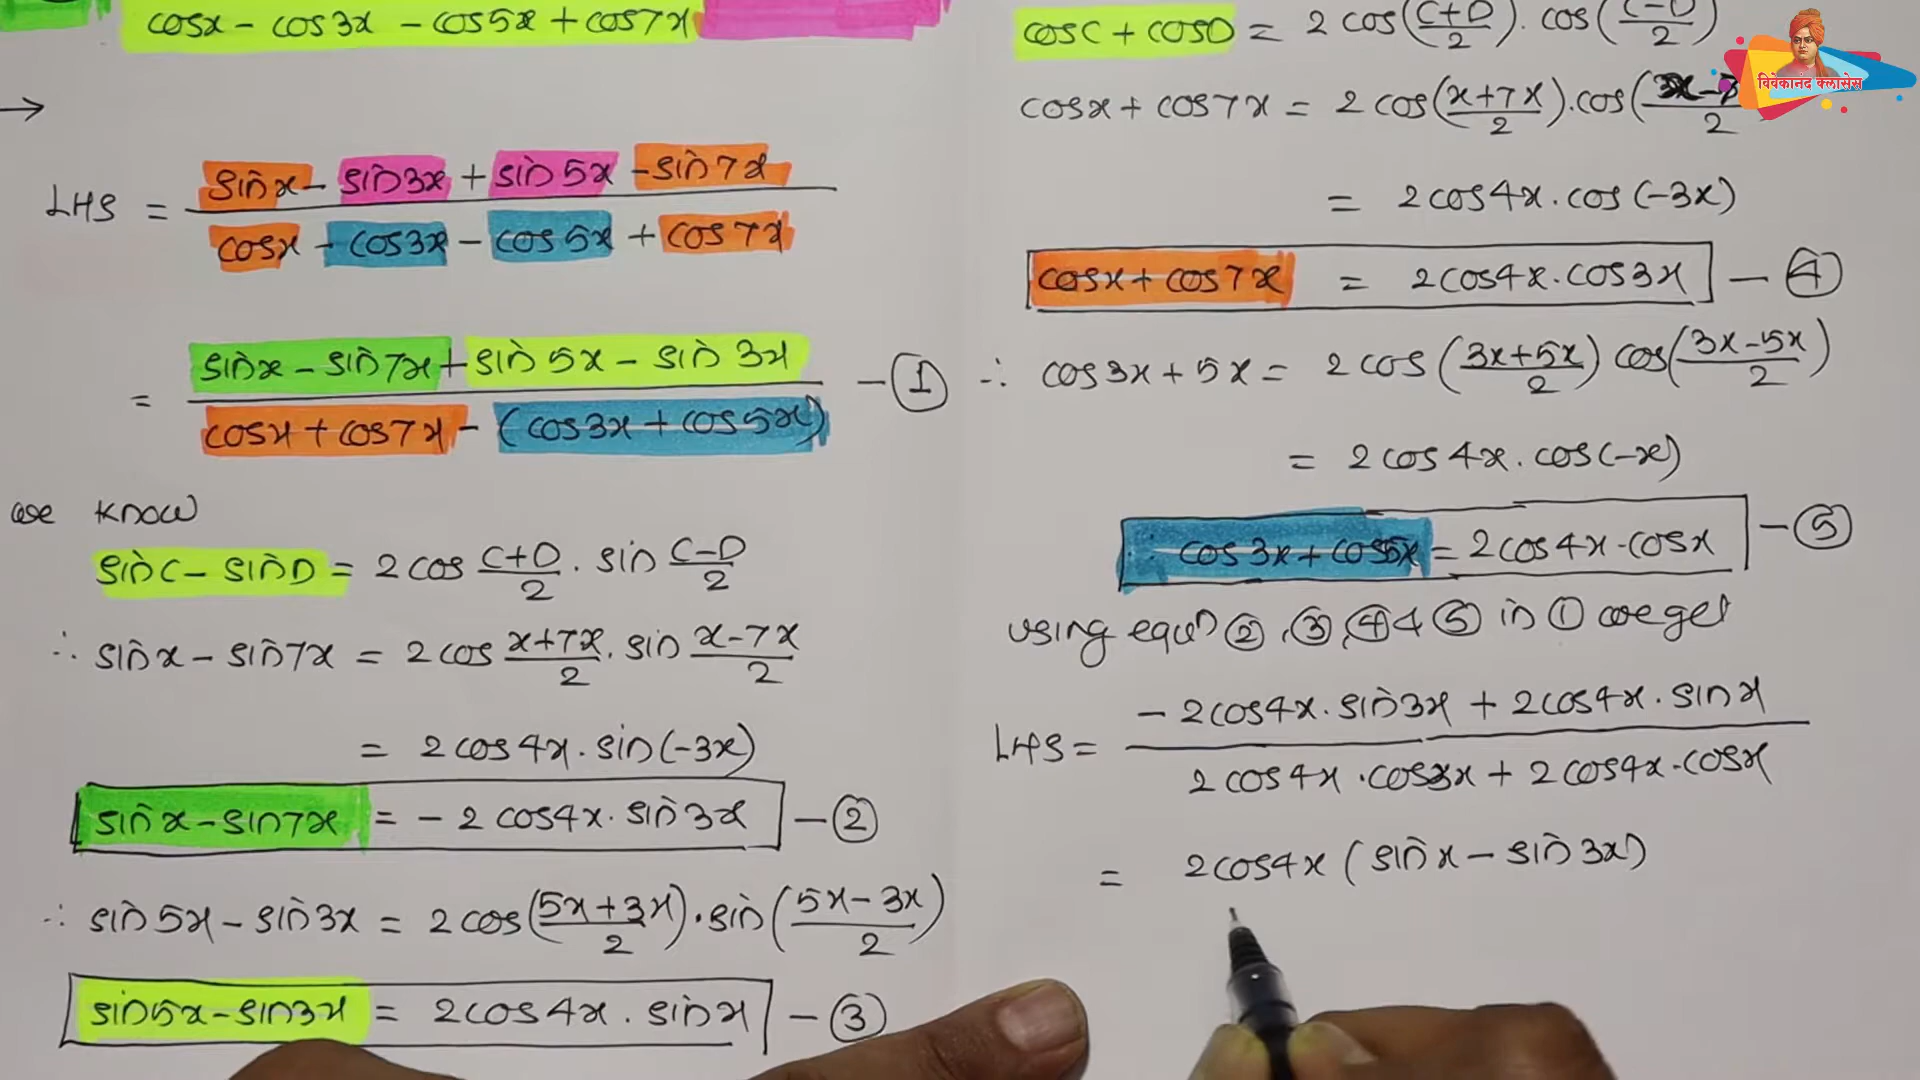 cosx - cos3x - cos5x + cos7x
→
LHS = (sinx - sin3x + sin5x - sin7x) / (cosx - cos3x - cos5x + cos7x)
= (sinx - sin7x + sin5x - sin3x) / (cosx + cos7x - (cos3x + cos5x)) — ①
we know
sinC - sinD = 2cos (C+D)/2 . sin (C-D)/2
∴ sinx - sin7x = 2cos (x+7x)/2 . sin (x-7x)/2
= 2cos4x . sin(-3x)
sinx - sin7x = - 2cos4x . sin3x — ②
∴ sin5x - sin3x = 2cos((5x+3x)/2) . sin((5x-3x)/2)
sin5x - sin3x = 2cos4x . sinx — ③
cosC + cosD = 2cos((C+D)/2) . cos((C-D)/2)
cosx + cos7x = 2cos((x+7x)/2) . cos(
= 2cos4x . cos(-3x)
cosx + cos7x = 2cos4x . cos3x — ④
∴ cos3x + 5x = 2cos((3x+5x)/2) cos((3x-5x)/2)
= 2cos4x . cos(-x)
∴ cos3x + cos5x = 2cos4x . cosx — ⑤
using equn ②, ③, ④ & ⑤ in ① we get
LHS = (- 2cos4x . sin3x + 2cos4x . sinx) / (2cos4x . cos3x + 2cos4x . cosx)
= 2cos4x (sinx - sin3x)
विवेकानंद क्लासेस